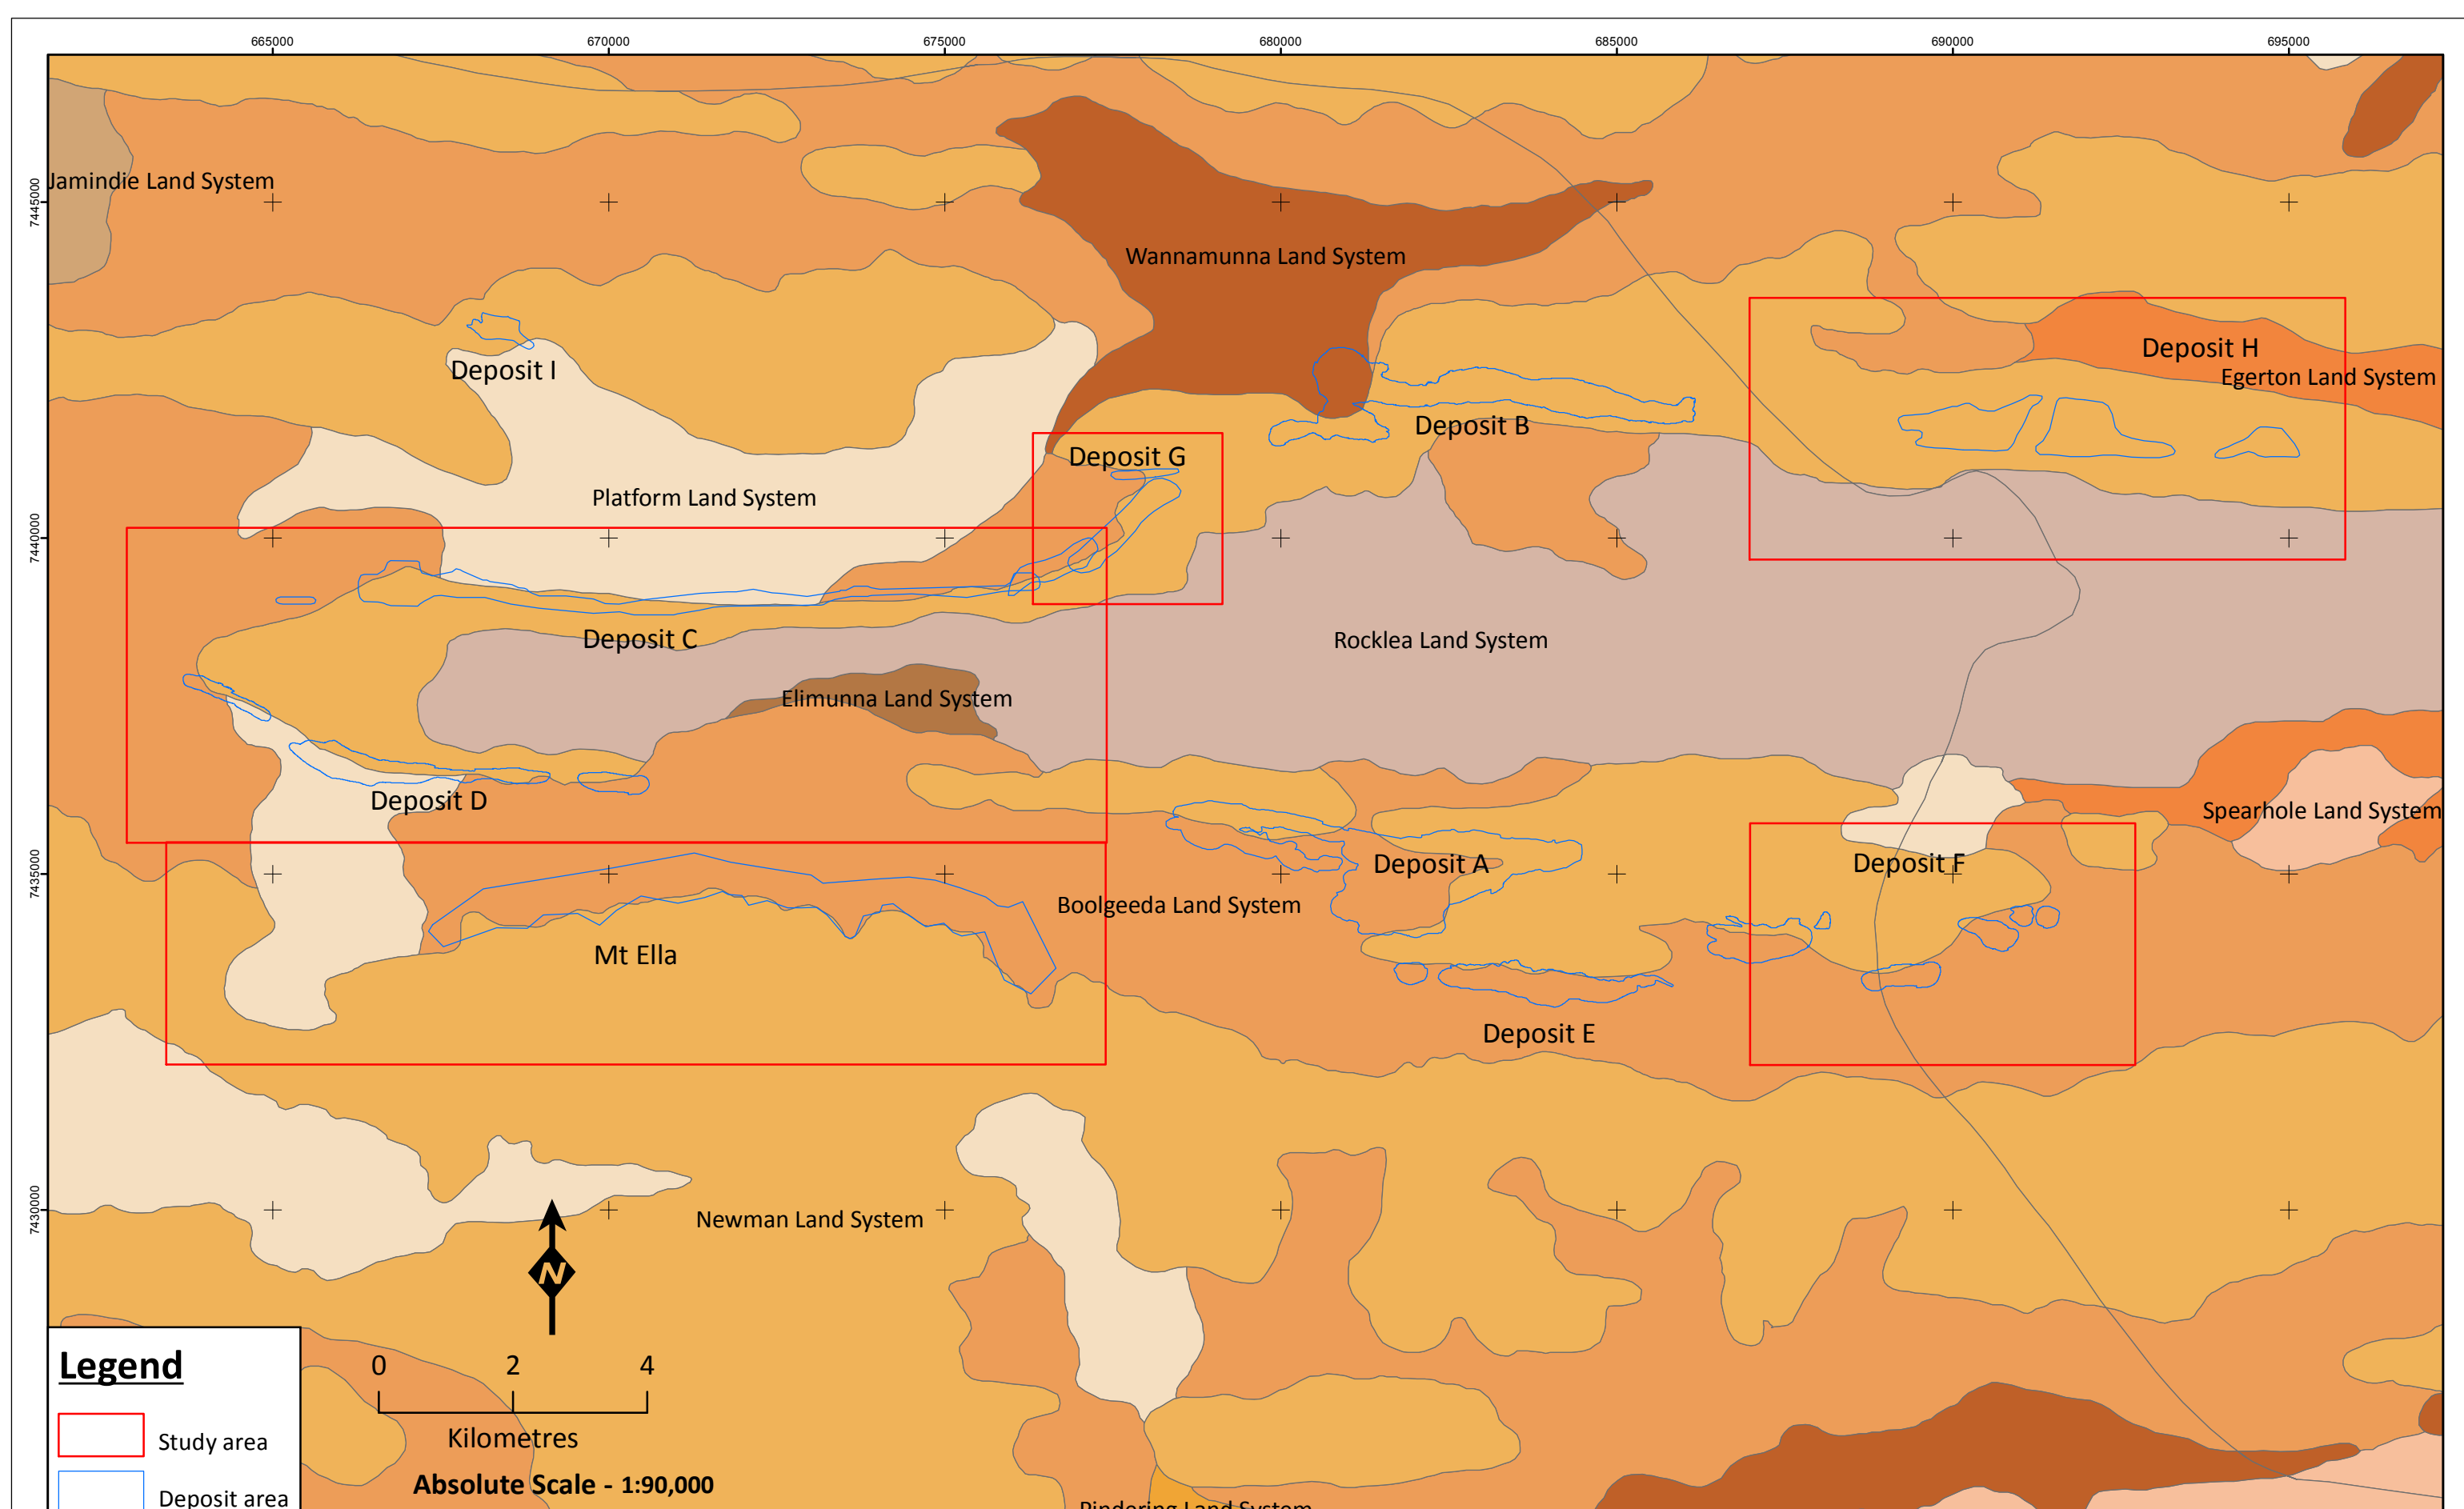 665000
670000
675000
680000
685000
690000
695000
7445000
Jamindie Land System
Wannamunna Land System
Deposit H
Deposit I
Egerton Land System
Deposit B
Deposit G
Platform Land System
7440000
Deposit C
Rocklea Land System
Elimunna Land System
Deposit D
Spearhole Land System
Deposit A
Deposit F
7435000
Boolgeeda Land System
Mt Ella
Deposit E
7430000
Newman Land System
N
Legend
0 2 4
Kilometres
Study area
Absolute Scale - 1:90,000
Deposit area
Pindering Land System